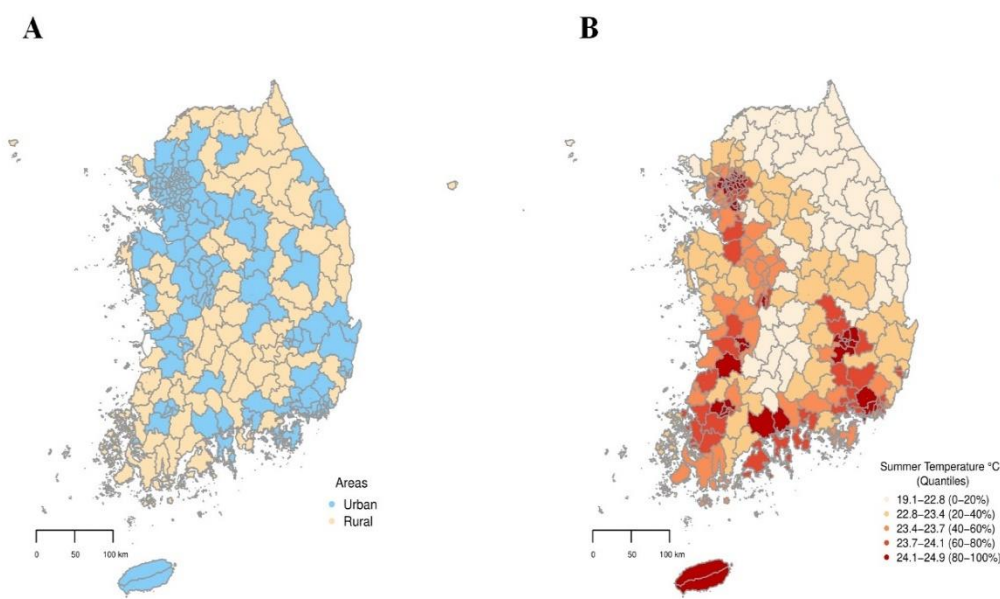 A
B
Areas
Urban
Rural
0 50 100 km
Summer Temperature °C
(Quantiles)
19.1–22.8 (0–20%)
22.8–23.4 (20–40%)
23.4–23.7 (40–60%)
23.7–24.1 (60–80%)
24.1–24.9 (80–100%)
0 50 100 km